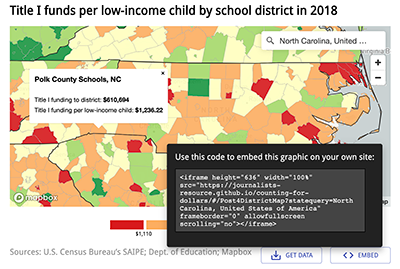 Title I funds per low-income child by school district in 2018
North Carolina, United ...
x
Polk County Schools, NC
Title I funding to district: $610,694
Title I funding per low-income child: $1,236.22
+
−
Use this code to embed this graphic on your own site:
<iframe height="636" width="100%"
src="https://journalists-
resource.github.io/counting-for-
dollars/#/Post4DistrictMap?statequery=North
Carolina, United States of America"
frameborder="0" allowfullscreen
scrolling="no"></iframe>
mapbox
$1,110
Sources: U.S. Census Bureau's SAIPE; Dept. of Education; Mapbox
GET DATA
<> EMBED